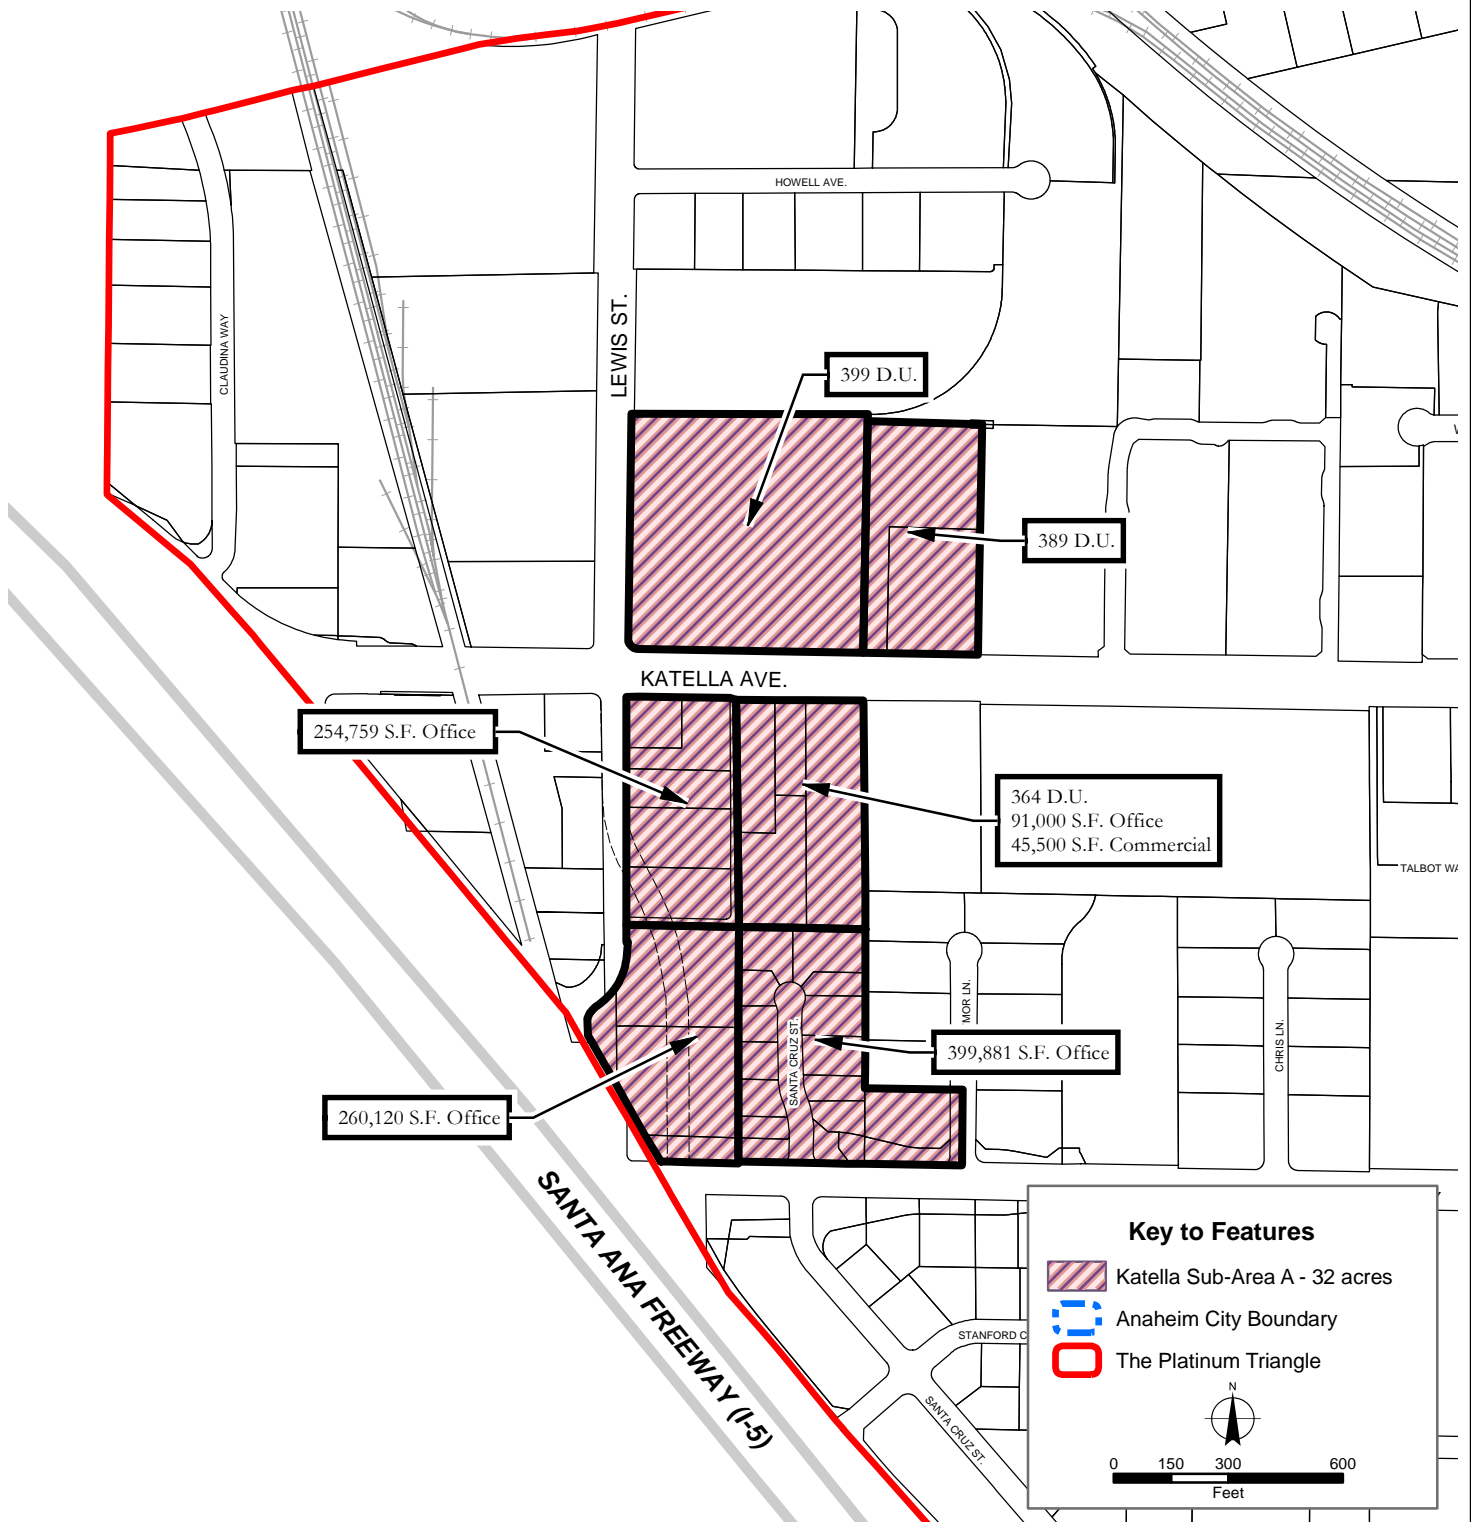 HOWELL AVE.
LEWIS ST.
CLAUDINA WAY
399 D.U.
389 D.U.
KATELLA AVE.
254,759 S.F. Office
364 D.U.
91,000 S.F. Office
45,500 S.F. Commercial
TALBOT WA
MOR LN.
CHRIS LN.
SANTA CRUZ ST.
399,881 S.F. Office
260,120 S.F. Office
SANTA ANA FREEWAY (I-5)
STANFORD C
SANTA CRUZ ST.
Key to Features
Katella Sub-Area A - 32 acres
Anaheim City Boundary
The Platinum Triangle
N
0 150 300 600
Feet